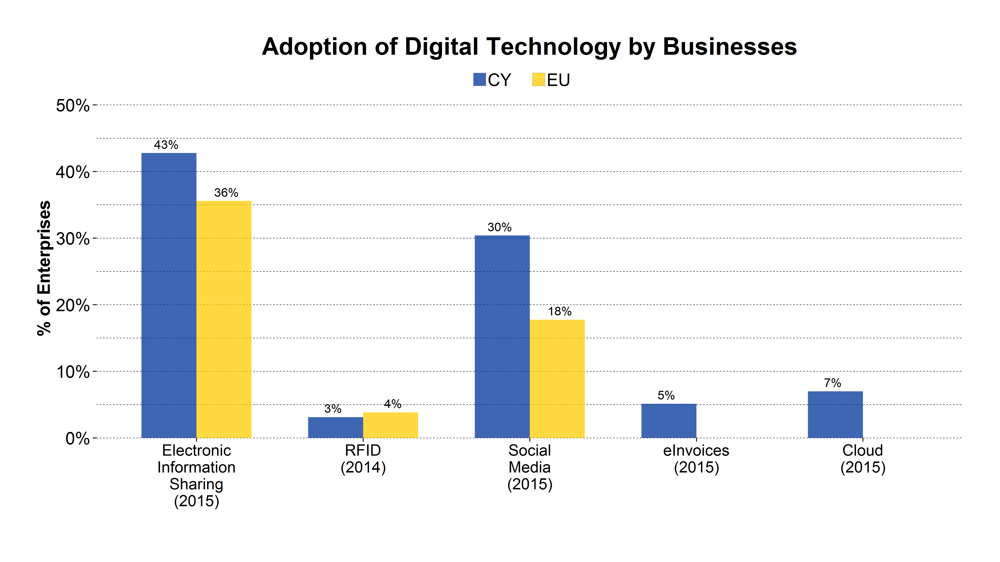 Adoption of Digital Technology by Businesses
CY EU
% of Enterprises
50%
40%
30%
20%
10%
0%
43%
36%
3%
4%
30%
18%
5%
7%
Electronic
Information
Sharing
(2015)
RFID
(2014)
Social
Media
(2015)
eInvoices
(2015)
Cloud
(2015)